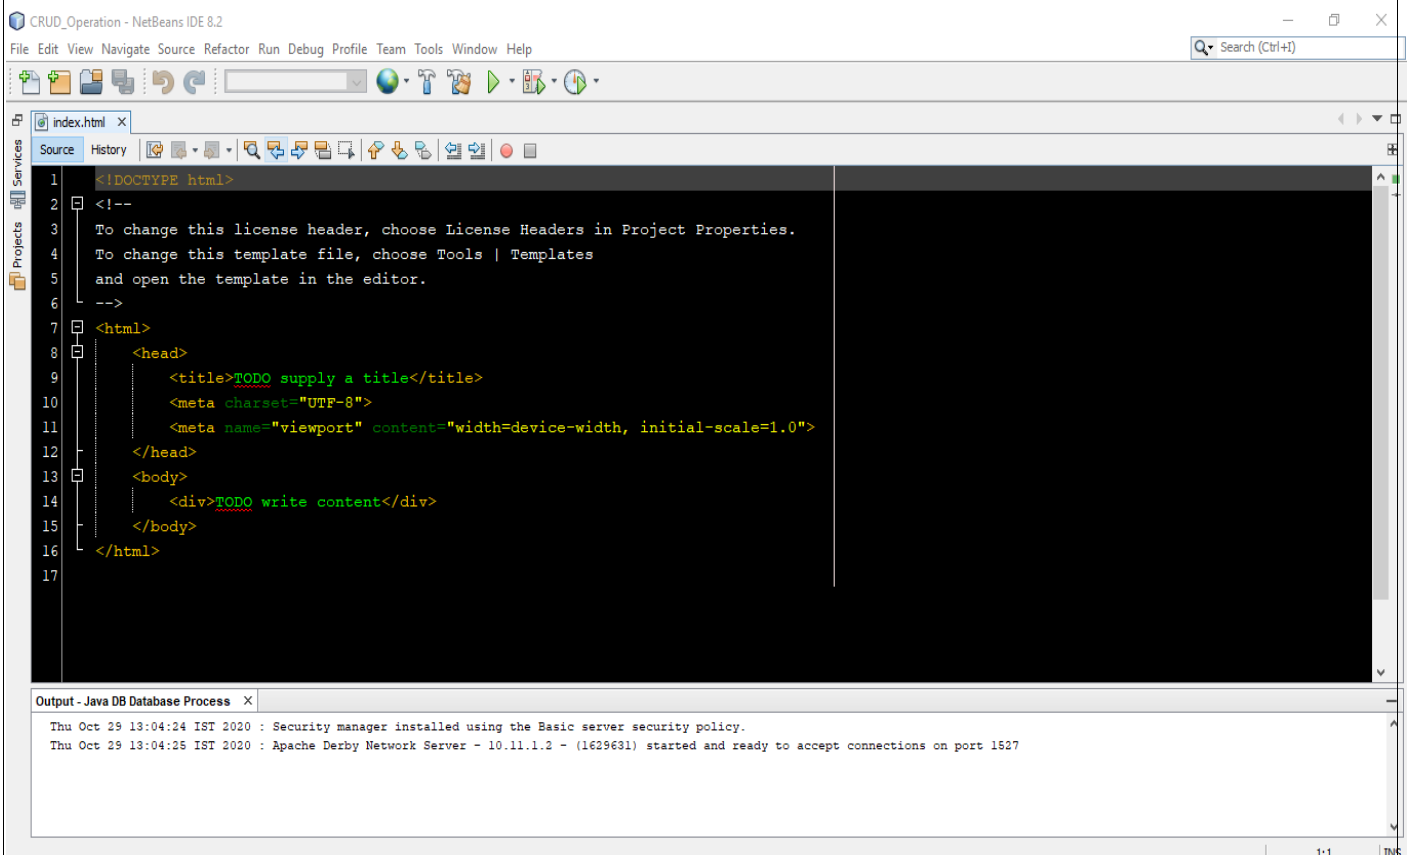 CRUD_Operation - NetBeans IDE 8.2
File Edit View Navigate Source Refactor Run Debug Profile Team Tools Window Help
Search (Ctrl+I)
index.html
Source History
Services
Projects
1 <!DOCTYPE html>
2 <!--
3 To change this license header, choose License Headers in Project Properties.
4 To change this template file, choose Tools | Templates
5 and open the template in the editor.
6 -->
7 <html>
8 <head>
9 <title>TODO supply a title</title>
10 <meta charset="UTF-8">
11 <meta name="viewport" content="width=device-width, initial-scale=1.0">
12 </head>
13 <body>
14 <div>TODO write content</div>
15 </body>
16 </html>
17
Output - Java DB Database Process
Thu Oct 29 13:04:24 IST 2020 : Security manager installed using the Basic server security policy.
Thu Oct 29 13:04:25 IST 2020 : Apache Derby Network Server - 10.11.1.2 - (1629631) started and ready to accept connections on port 1527
1:1 INS